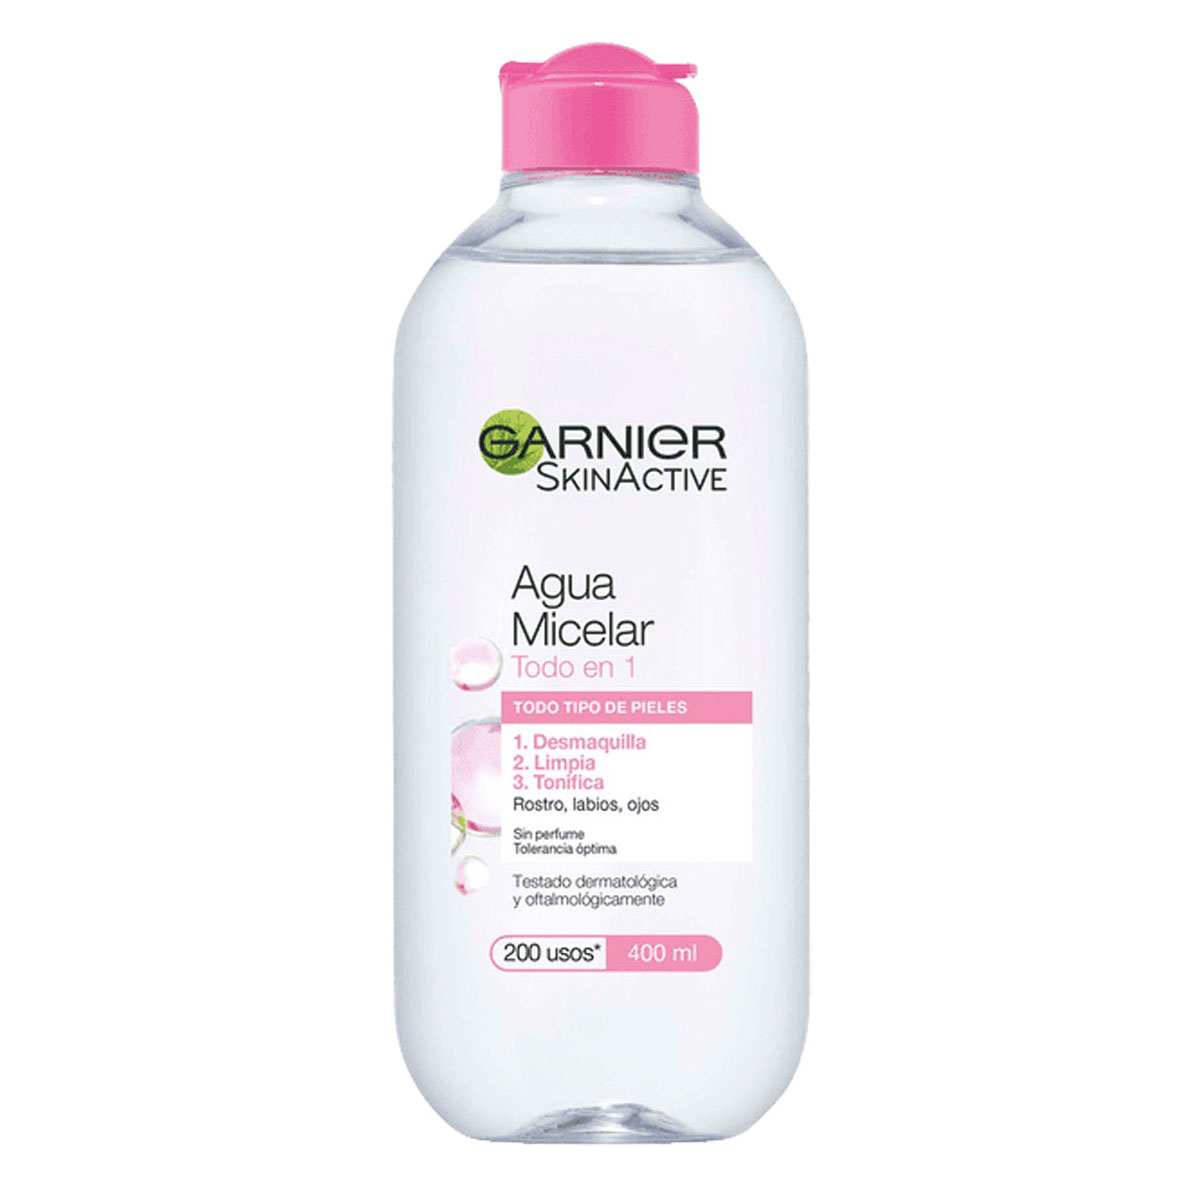 GARNIER
SKINACTIVE
Agua
Micelar
Todo en 1
TODO TIPO DE PIELES
1. Desmaquilla
2. Limpia
3. Tonifica
Rostro, labios, ojos
Sin perfume
Tolerancia óptima
Testado dermatológica
y oftalmológicamente
200 usos* 400 ml